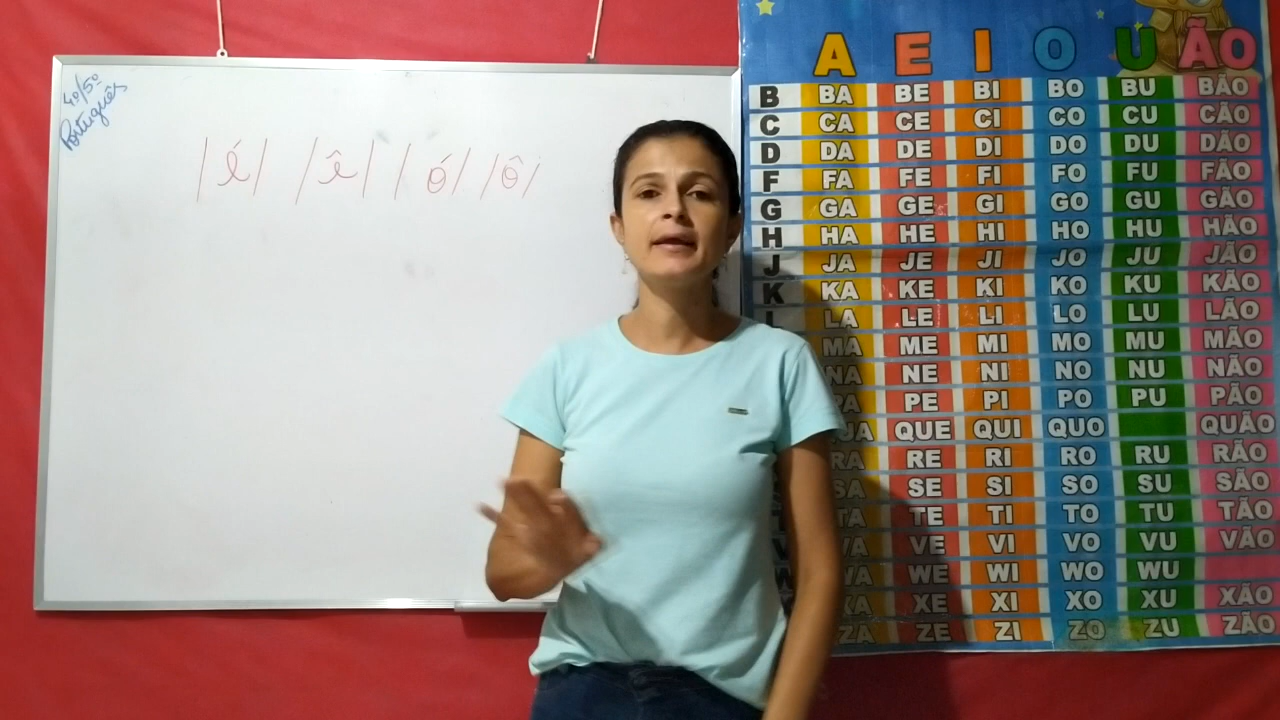 4º/5º
Português
/é/ /ê/ /ó/ /ô/
A E I O U ÃO
B BA BE BI BO BU BÃO
C CA CE CI CO CU CÃO
D DA DE DI DO DU DÃO
F FA FE FI FO FU FÃO
G GA GE GI GO GU GÃO
H HA HE HI HO HU HÃO
J JA JE JI JO JU JÃO
K KA KE KI KO KU KÃO
L LA LE LI LO LU LÃO
MA ME MI MO MU MÃO
NA NE NI NO NU NÃO
PE PI PO PU PÃO
QUE QUI QUO QUÃO
RA RE RI RO RU RÃO
SA SE SI SO SU SÃO
TA TE TI TO TU TÃO
V VA VE VI VO VU VÃO
W WA WE WI WO WU
XA XE XI XO XU XÃO
ZA ZE ZI ZO ZU ZÃO